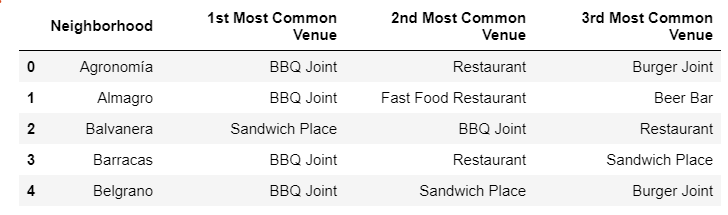 Neighborhood 1st Most Common Venue 2nd Most Common Venue 3rd Most Common Venue
0 Agronomía BBQ Joint Restaurant Burger Joint
1 Almagro BBQ Joint Fast Food Restaurant Beer Bar
2 Balvanera Sandwich Place BBQ Joint Restaurant
3 Barracas BBQ Joint Restaurant Sandwich Place
4 Belgrano BBQ Joint Sandwich Place Burger Joint